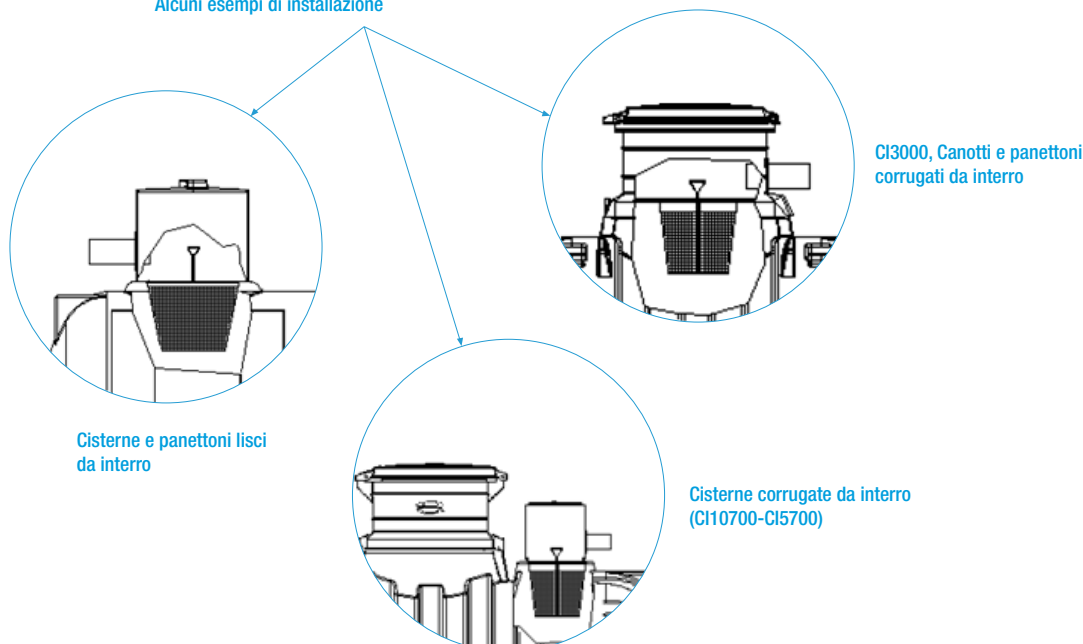 Alcuni esempi di installazione
CI3000, Canotti e panettoni
corrugati da interro
Cisterne e panettoni lisci
da interro
Cisterne corrugate da interro
(CI10700-CI5700)